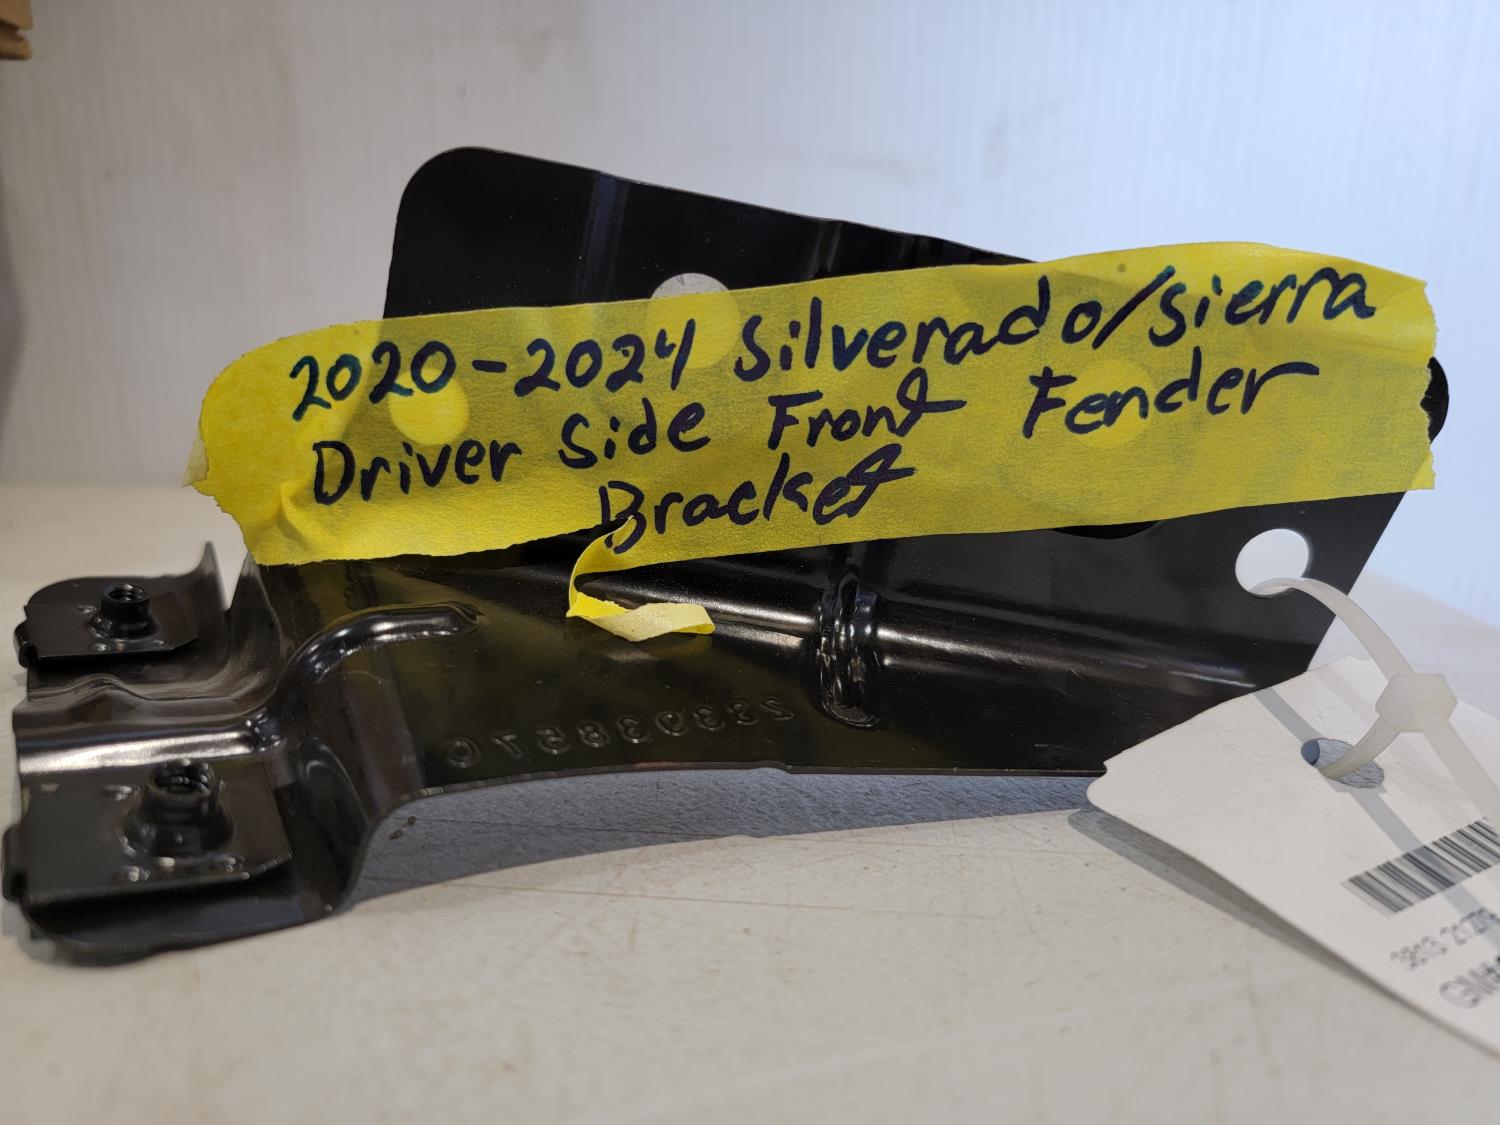 2020-2024 Silverado/Sierra
Driver Side Front Fender
Bracket